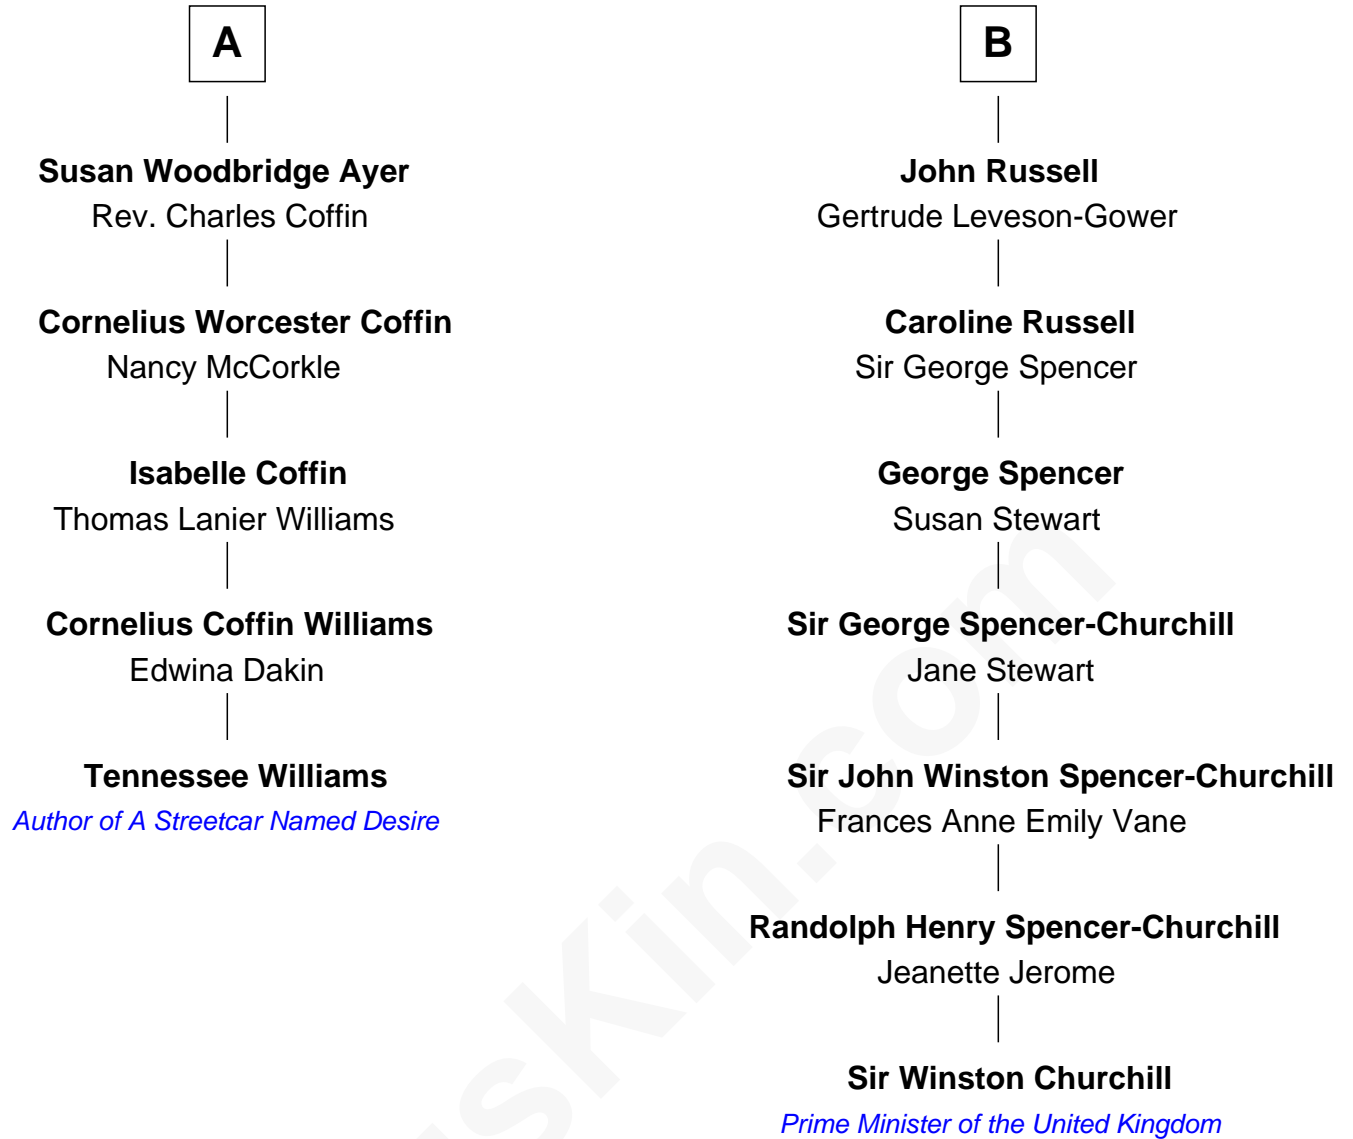 A
Susan Woodbridge Ayer
Rev. Charles Coffin
Cornelius Worcester Coffin
Nancy McCorkle
Isabelle Coffin
Thomas Lanier Williams
Cornelius Coffin Williams
Edwina Dakin
Tennessee Williams
Author of A Streetcar Named Desire
B
John Russell
Gertrude Leveson-Gower
Caroline Russell
Sir George Spencer
George Spencer
Susan Stewart
Sir George Spencer-Churchill
Jane Stewart
Sir John Winston Spencer-Churchill
Frances Anne Emily Vane
Randolph Henry Spencer-Churchill
Jeanette Jerome
Sir Winston Churchill
Prime Minister of the United Kingdom
sKin.com